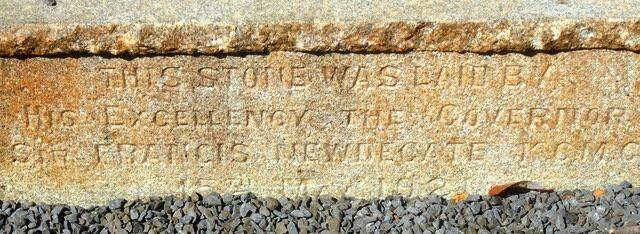 THIS STONE WAS LAID BY
HIS EXCELLENCY THE GOVERNOR
SIR FRANCIS NEWDEGATE K.C.M.G
15TH MAY